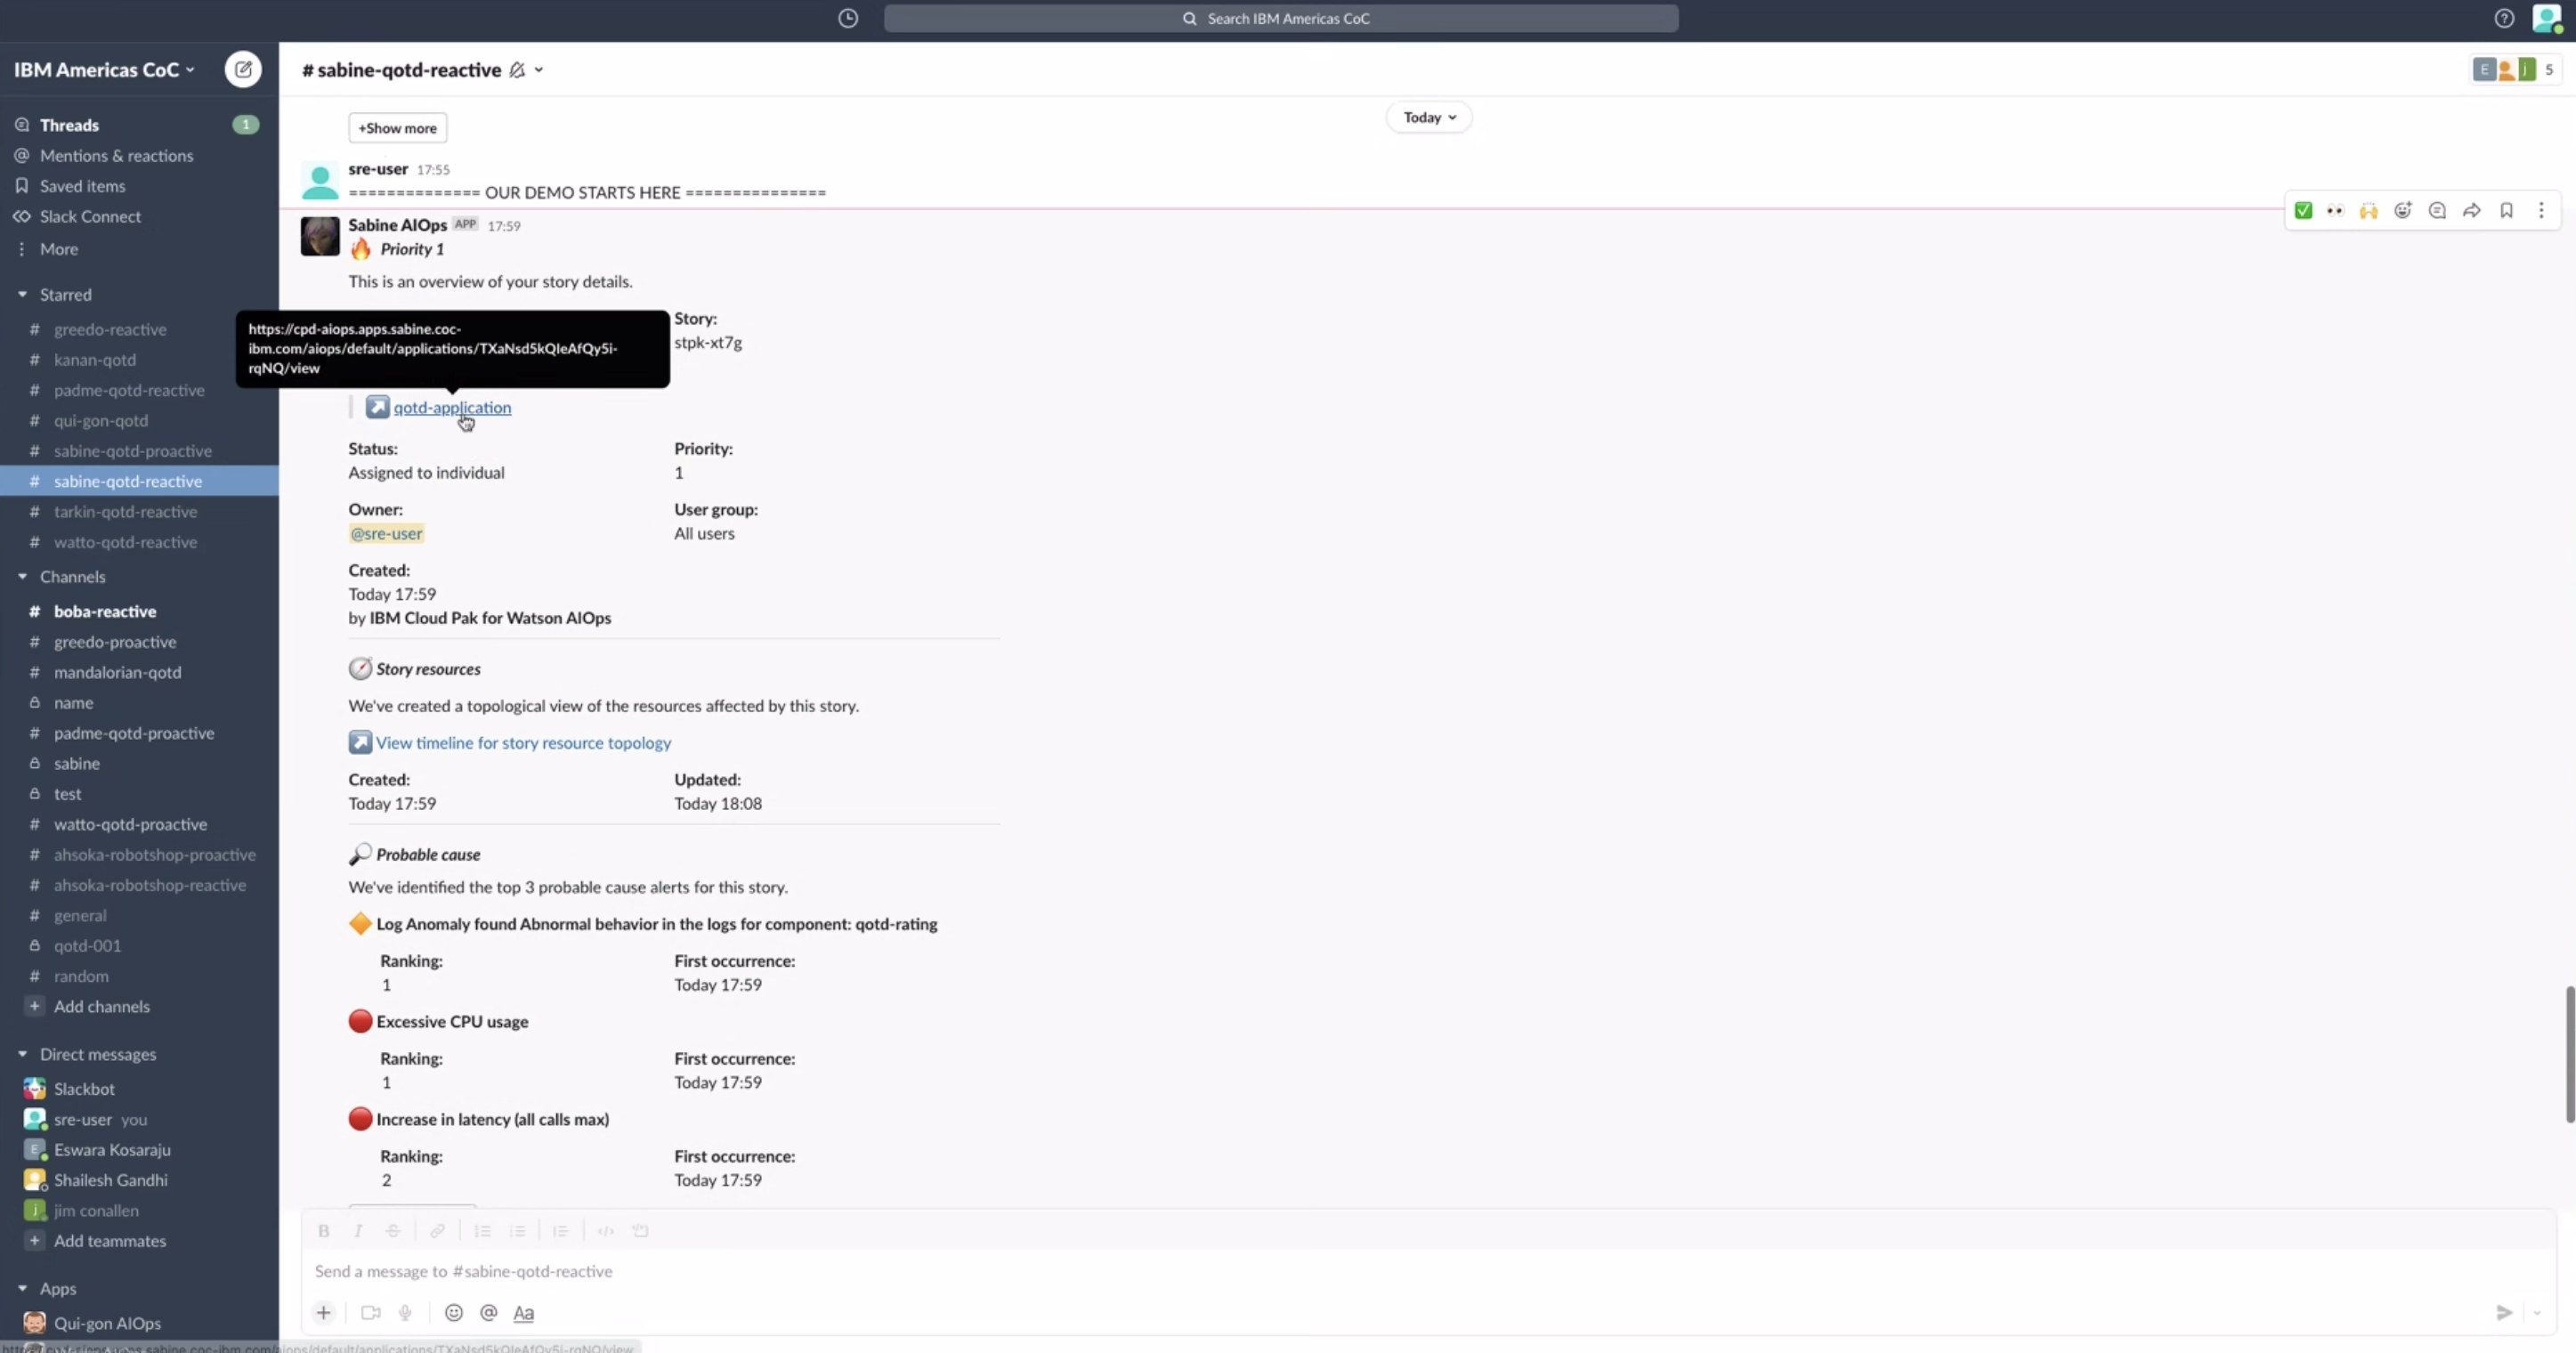 Search IBM Americas CoC
IBM Americas CoC
Threads
1
Mentions & reactions
Saved items
Slack Connect
More
Starred
# greedo-reactive
# kanan-qotd
# padme-qotd-reactive
# qui-gon-qotd
# sabine-qotd-proactive
# sabine-qotd-reactive
# tarkin-qotd-reactive
# watto-qotd-reactive
Channels
# boba-reactive
# greedo-proactive
# mandalorian-qotd
name
# padme-qotd-proactive
sabine
test
# watto-qotd-proactive
# ahsoka-robotshop-proactive
# ahsoka-robotshop-reactive
# general
qotd-001
# random
+ Add channels
Direct messages
Slackbot
sre-user you
E Eswara Kosaraju
Shailesh Gandhi
j jim conallen
+ Add teammates
Apps
Qui-gon AIOps
# sabine-qotd-reactive
E j 5
Today
+Show more
sre-user 17:55
============== OUR DEMO STARTS HERE ===============
Sabine AIOps APP 17:59
Priority 1
This is an overview of your story details.
https://cpd-aiops.apps.sabine.coc-
ibm.com/aiops/default/applications/TXaNsd5kQIeAfQy5i-
rqNQ/view
Story:
stpk-xt7g
qotd-application
Status: Priority:
Assigned to individual 1
Owner: User group:
@sre-user All users
Created:
Today 17:59
by IBM Cloud Pak for Watson AIOps
Story resources
We've created a topological view of the resources affected by this story.
View timeline for story resource topology
Created: Updated:
Today 17:59 Today 18:08
Probable cause
We've identified the top 3 probable cause alerts for this story.
Log Anomaly found Abnormal behavior in the logs for component: qotd-rating
Ranking: First occurrence:
1 Today 17:59
Excessive CPU usage
Ranking: First occurrence:
1 Today 17:59
Increase in latency (all calls max)
Ranking: First occurrence:
2 Today 17:59
B I S
Send a message to #sabine-qotd-reactive
+ @ Aa